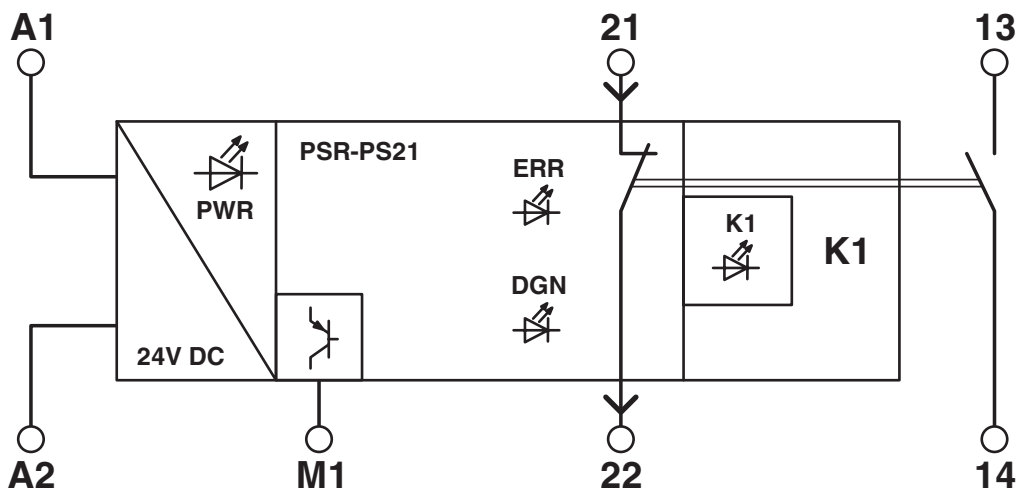 A1
21
13
PSR-PS21
ERR
PWR
K1
K1
DGN
24V DC
A2
M1
22
14